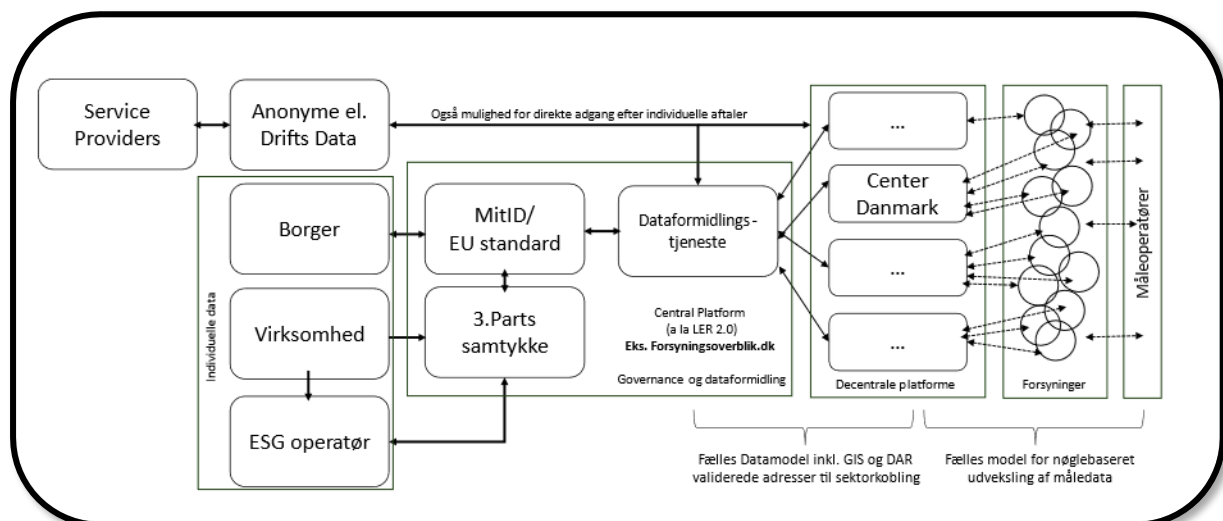 Service
Providers
Anonyme el.
Drifts Data
Også mulighed for direkte adgang efter individuelle aftaler
...
Individuelle data
Borger
MitID/
EU standard
Dataformidlings-
tjeneste
Center
Danmark
...
Virksomhed
3.Parts
samtykke
Central Platform
(a la LER 2.0)
Eks. Forsyningsoverblik.dk
Governance og dataformidling
...
Decentrale platforme
Forsyninger
Måleoperatører
ESG operatør
Fælles Datamodel inkl. GIS og DAR
validerede adresser til sektorkobling
Fælles model for nøglebaseret
udveksling af måledata